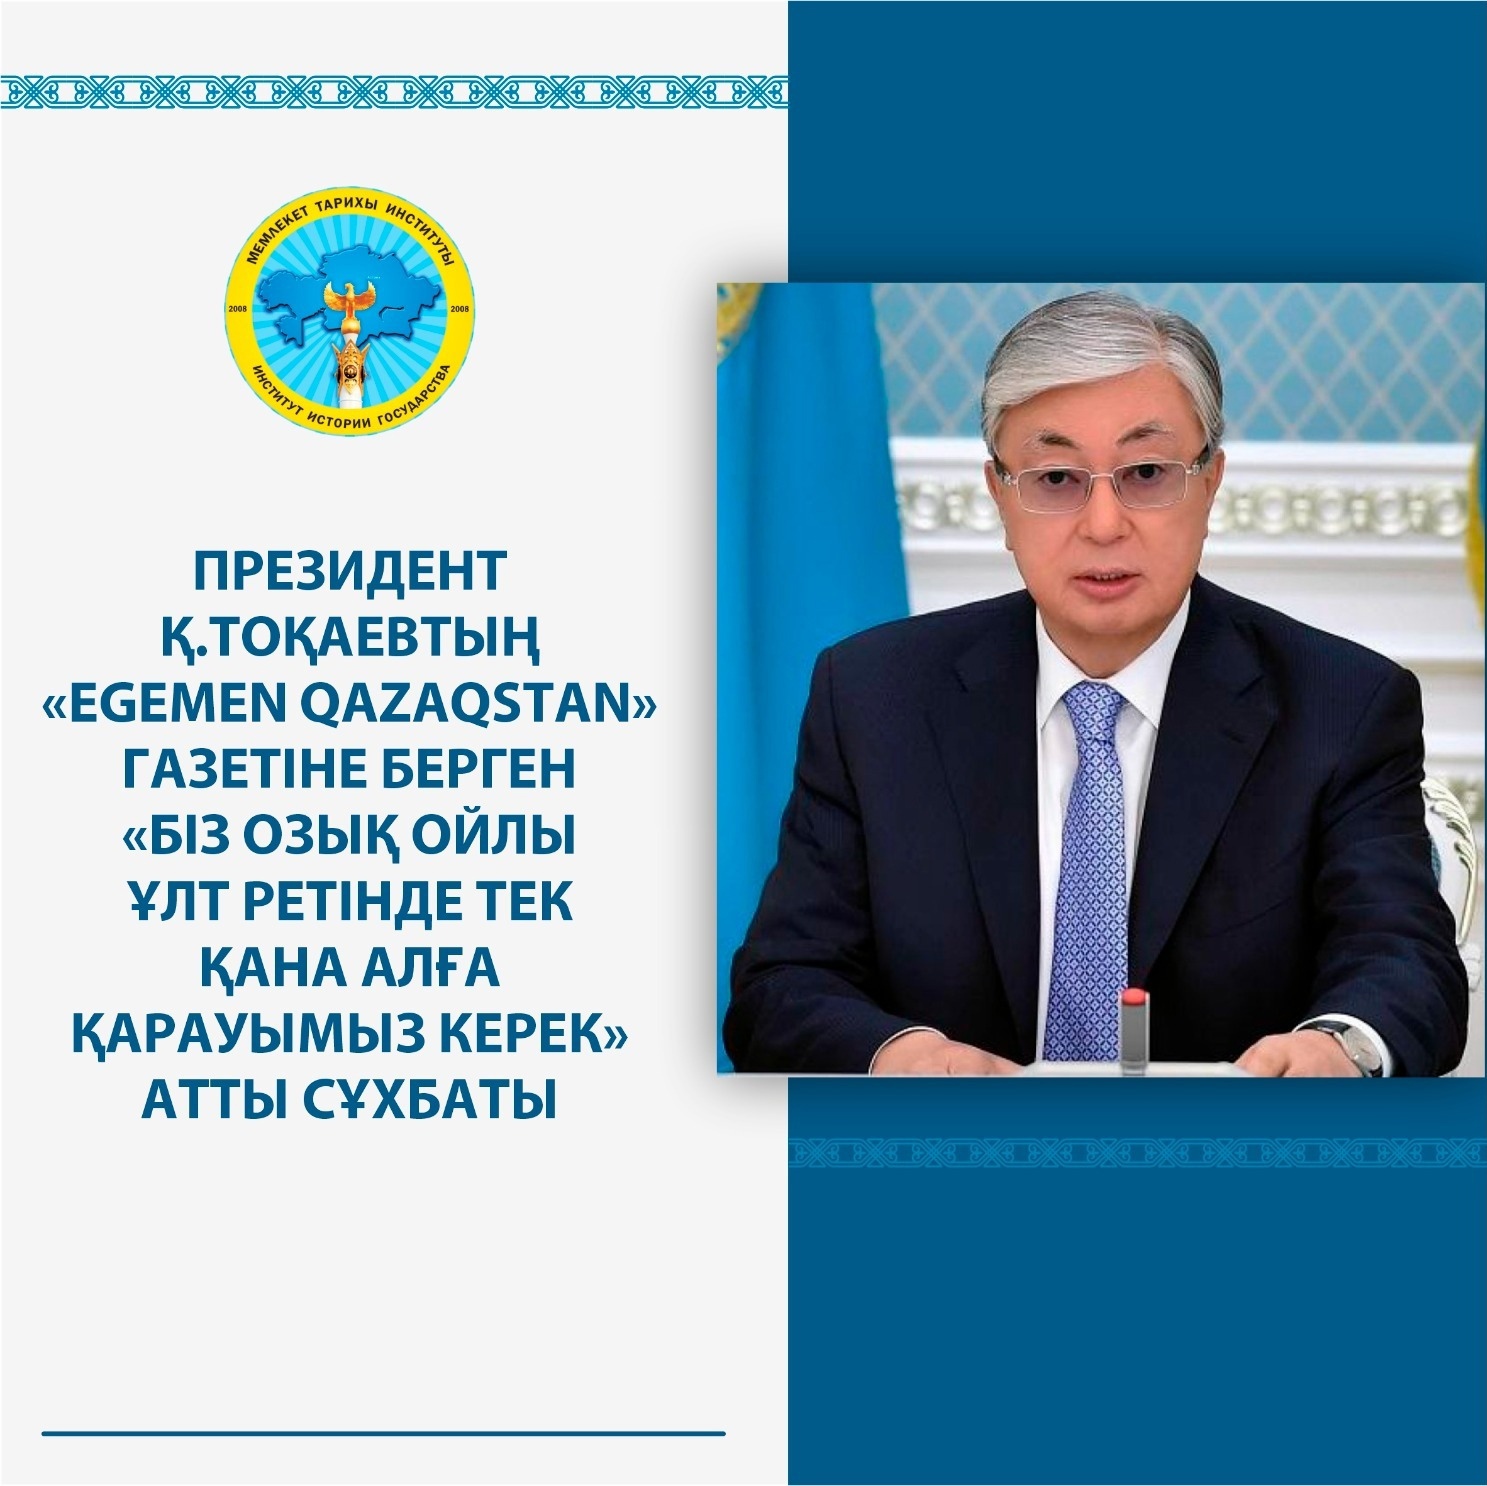 МЕМЛЕКЕТ ТАРИХЫ ИНСТИТУТЫ
2008 2008
ИНСТИТУТ ИСТОРИИ ГОСУДАРСТВА
ПРЕЗИДЕНТ
Қ.ТОҚАЕВТЫҢ
«EGEMEN QAZAQSTAN»
ГАЗЕТІНЕ БЕРГЕН
«БІЗ ОЗЫҚ ОЙЛЫ
ҰЛТ РЕТІНДЕ ТЕК
ҚАНА АЛҒА
ҚАРАУЫМЫЗ КЕРЕК»
АТТЫ СҰХБАТЫ